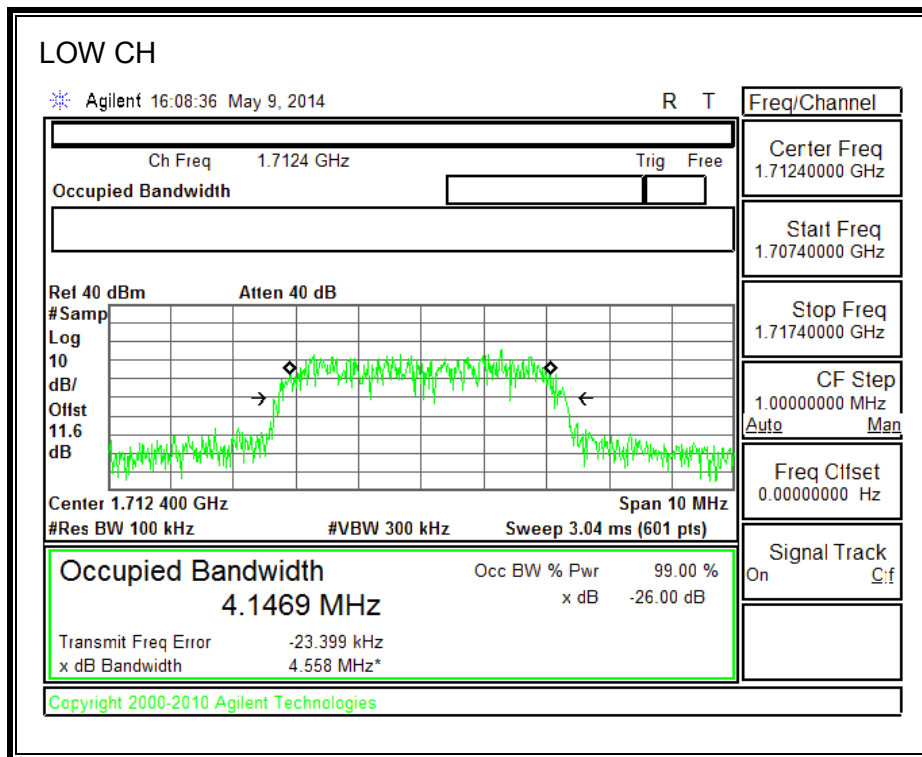 LOW CH
Agilent 16:08:36 May 9, 2014 R T
Freq/Channel
Ch Freq 1.7124 GHz Trig Free
Occupied Bandwidth
Center Freq
1.71240000 GHz
Start Freq
1.70740000 GHz
Stop Freq
1.71740000 GHz
CF Step
1.00000000 MHz
Auto Man
Freq Offset
0.00000000 Hz
Signal Track
On Off
Ref 40 dBm Atten 40 dB
#Samp
Log
10
dB/
Offst
11.6
dB
Center 1.712 400 GHz Span 10 MHz
#Res BW 100 kHz #VBW 300 kHz Sweep 3.04 ms (601 pts)
Occupied Bandwidth Occ BW % Pwr 99.00 %
4.1469 MHz x dB -26.00 dB
Transmit Freq Error -23.399 kHz
x dB Bandwidth 4.558 MHz*
Copyright 2000-2010 Agilent Technologies